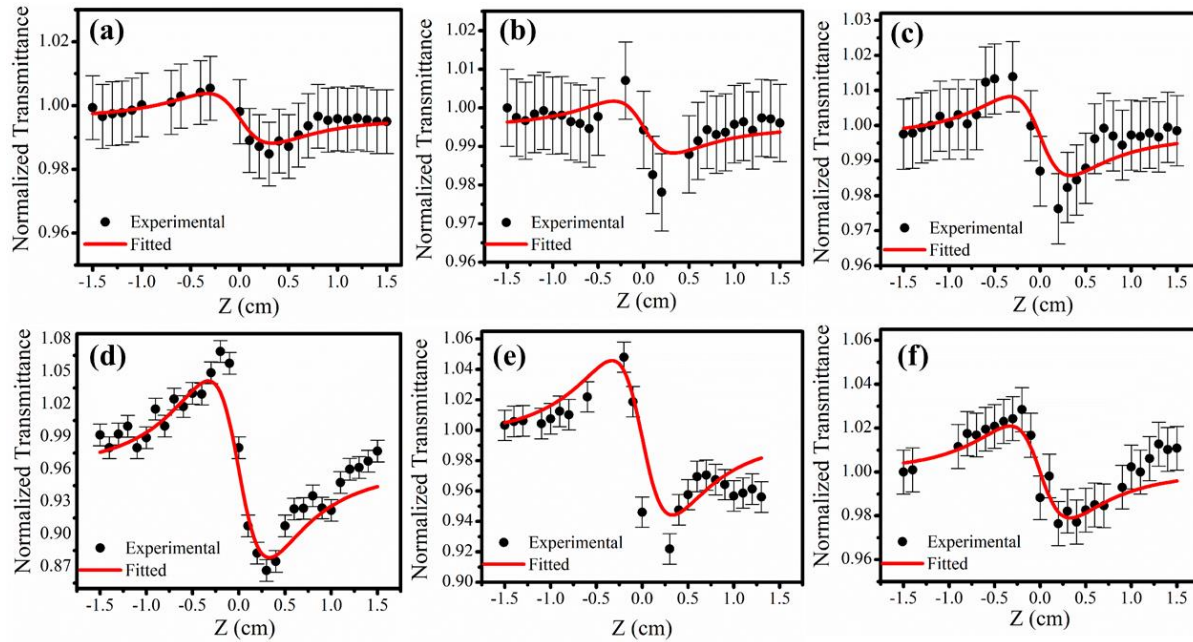 (a)
Normalized Transmittance
1.02
1.00
0.98
0.96
Experimental
Fitted
-1.5 -1.0 -0.5 0.0 0.5 1.0 1.5
Z (cm)
(b)
Normalized Transmittance
1.02
1.01
1.00
0.99
0.98
0.97
0.96
Experimental
Fitted
-1.5 -1.0 -0.5 0.0 0.5 1.0 1.5
Z (cm)
(c)
Normalized Transmittance
1.03
1.02
1.01
1.00
0.99
0.98
0.97
0.96
Experimental
Fitted
-1.5 -1.0 -0.5 0.0 0.5 1.0 1.5
Z (cm)
(d)
Normalized Transmittance
1.08
1.05
1.02
0.99
0.96
0.93
0.90
0.87
Experimental
Fitted
-1.5 -1.0 -0.5 0.0 0.5 1.0 1.5
Z (cm)
(e)
Normalized Transmittance
1.08
1.06
1.04
1.02
1.00
0.98
0.96
0.94
0.92
0.90
Experimental
Fitted
-1.5 -1.0 -0.5 0.0 0.5 1.0 1.5
Z (cm)
(f)
Normalized Transmittance
1.06
1.04
1.02
1.00
0.98
0.96
Experimental
Fitted
-1.5 -1.0 -0.5 0.0 0.5 1.0 1.5
Z (cm)